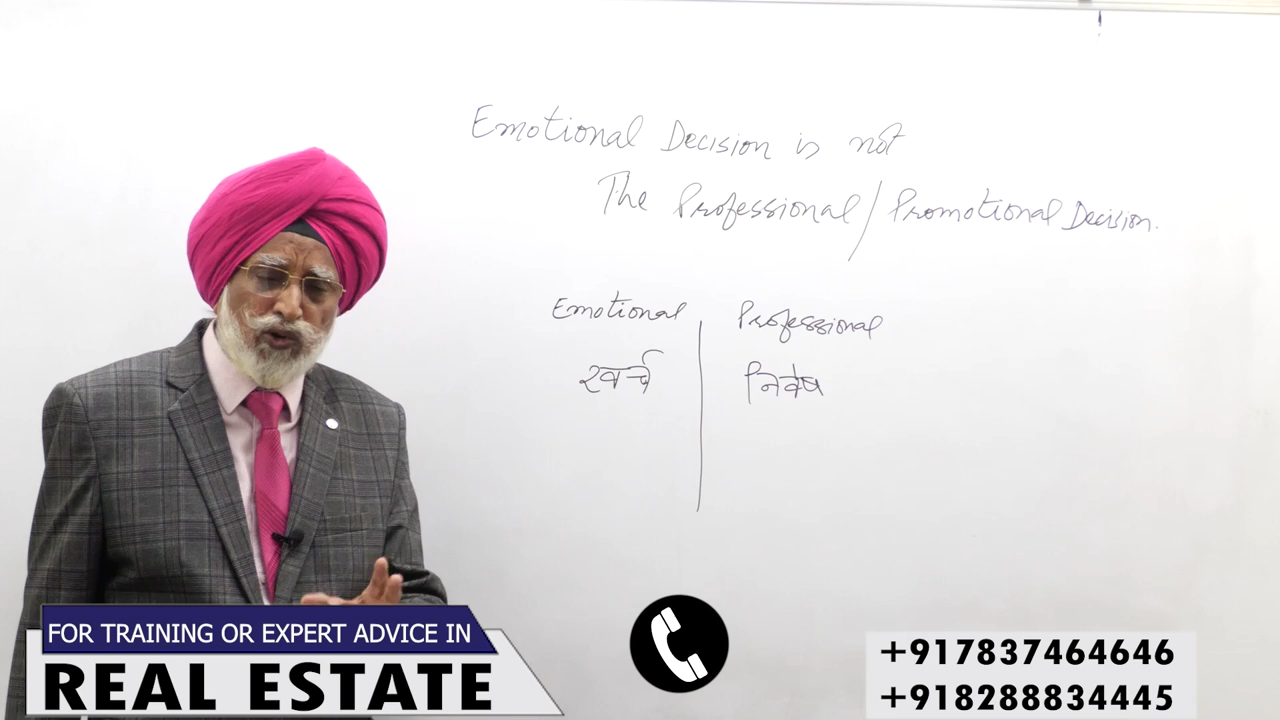 Emotional Decision is not
The Professional/Promotional Decision.
Emotional Professional
खर्च निवेष
FOR TRAINING OR EXPERT ADVICE IN
REAL ESTATE
+917837464646
+918288834445